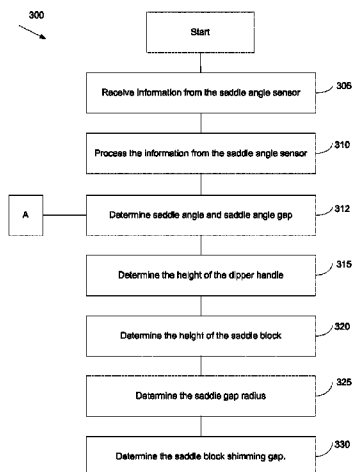 300
Start
Receive information from the saddle angle sensor
305
Process the information from the saddle angle sensor
310
A
Determine saddle angle and saddle angle gap
312
Determine the height of the dipper handle
315
Determine the height of the saddle block
320
Determine the saddle gap radius
325
Determine the saddle block shimming gap.
330